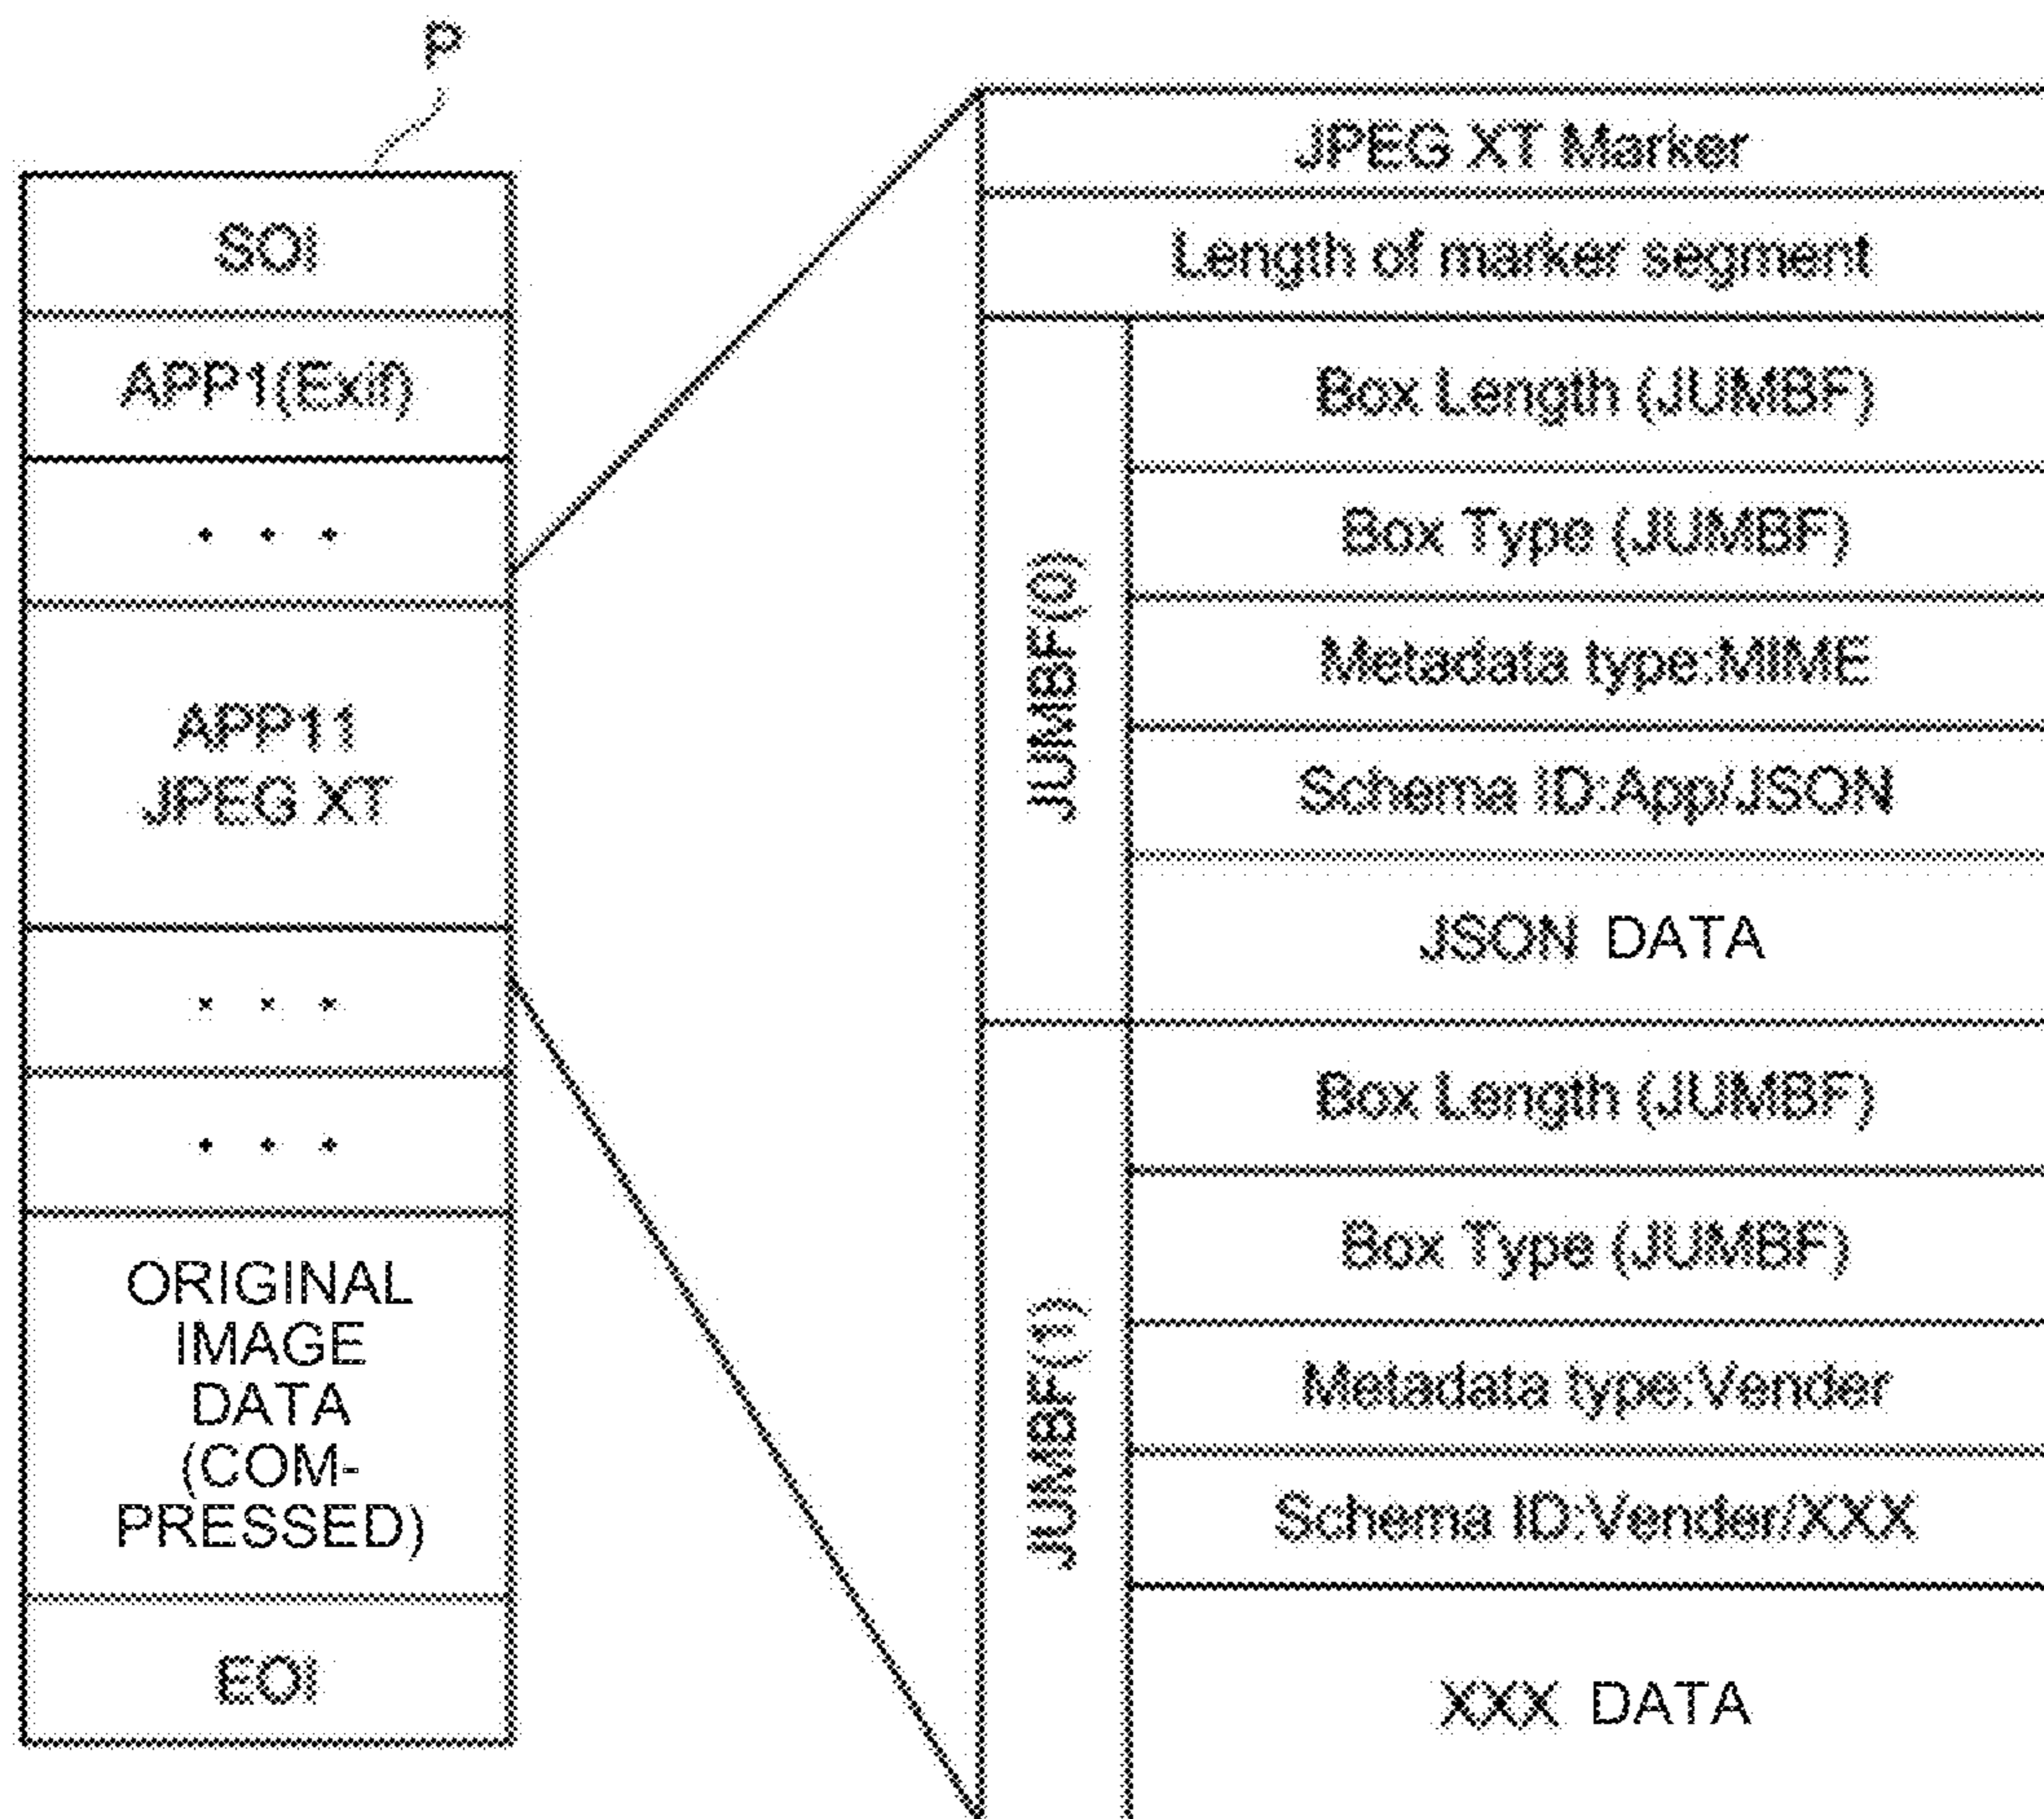 P
SOI
APP1(Exif)
. . .
APP11
JPEG XT
. . .
. . .
ORIGINAL
IMAGE
DATA
(COM-
PRESSED)
EOI
JPEG XT Marker
Length of marker segment
JUMBF(0)
Box Length (JUMBF)
Box Type (JUMBF)
Metadata type:MIME
Schema ID:App/JSON
JSON DATA
JUMBF(1)
Box Length (JUMBF)
Box Type (JUMBF)
Metadata type:Vender
Schema ID:Vender/XXX
XXX DATA